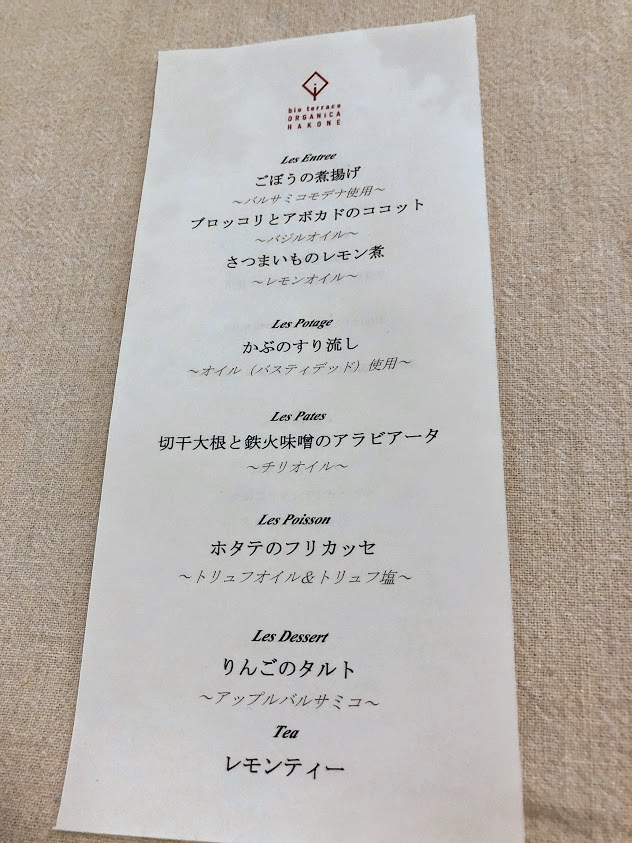 bio terrace
ORGANiCA
HAKONE
Les Entree
ごぼうの煮揚げ
～バルサミコモデナ使用～
ブロッコリとアボカドのココット
～バジルオイル～
さつまいものレモン煮
～レモンオイル～
Les Potage
かぶのすり流し
～オイル（バスティデッド）使用～
Les Pates
切干大根と鉄火味噌のアラビアータ
～チリオイル～
Les Poisson
ホタテのフリカッセ
～トリュフオイル＆トリュフ塩～
Les Dessert
りんごのタルト
～アップルバルサミコ～
Tea
レモンティー